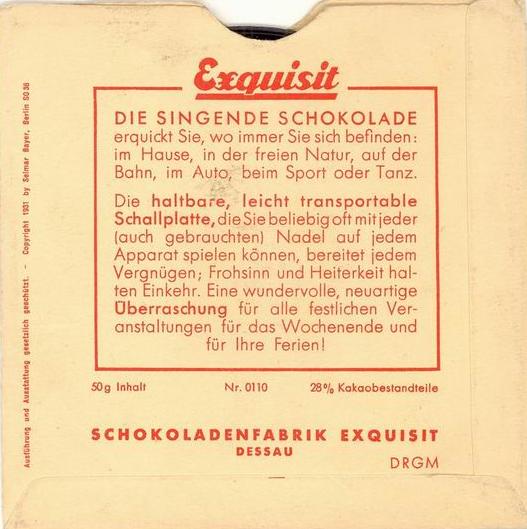 Exquisit
DIE SINGENDE SCHOKOLADE
erquickt Sie, wo immer Sie sich befinden:
im Hause, in der freien Natur, auf der
Bahn, im Auto, beim Sport oder Tanz.
Die haltbare, leicht transportable
Schallplatte, die Sie beliebig oft mit jeder
(auch gebrauchten) Nadel auf jedem
Apparat spielen können, bereitet jedem
Vergnügen; Frohsinn und Heiterkeit hal-
ten Einkehr. Eine wundervolle, neuartige
Überraschung für alle festlichen Ver-
anstaltungen für das Wochenende und
für Ihre Ferien!
50 g Inhalt Nr. 0110 28% Kakaobestandteile
SCHOKOLADENFABRIK EXQUISIT
DESSAU
DRGM
Ausführung und Ausstattung gesetzlich geschützt. - Copyright 1931 by Selmar Bayer, Berlin SO 36